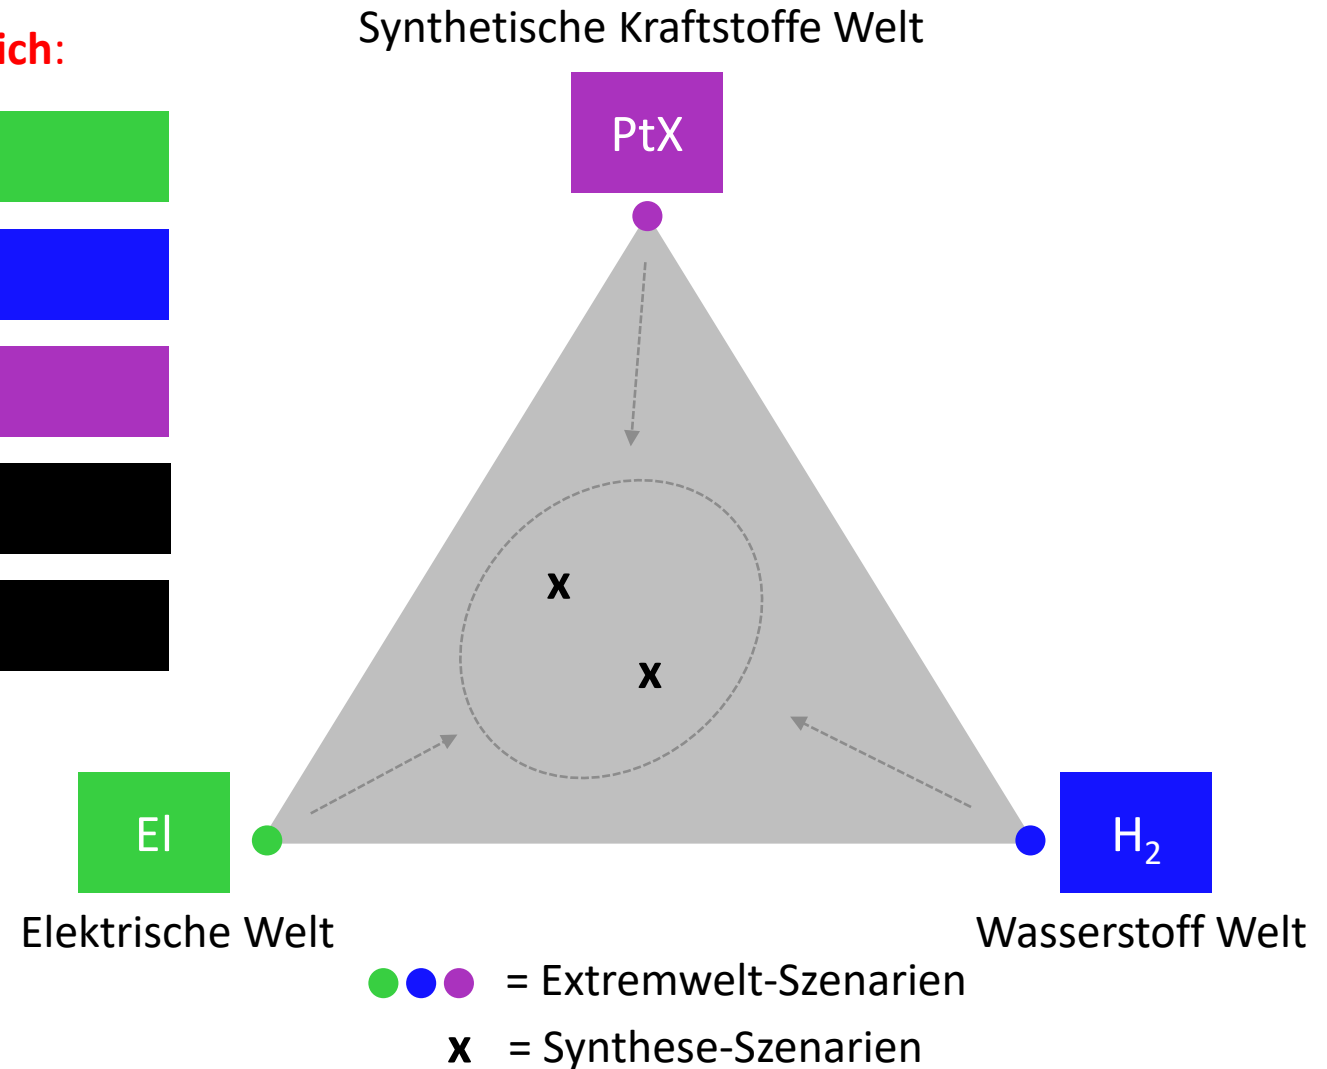 ich:
Synthetische Kraftstoffe Welt
PtX
x
x
El
H₂
Elektrische Welt
Wasserstoff Welt
= Extremwelt-Szenarien
x = Synthese-Szenarien